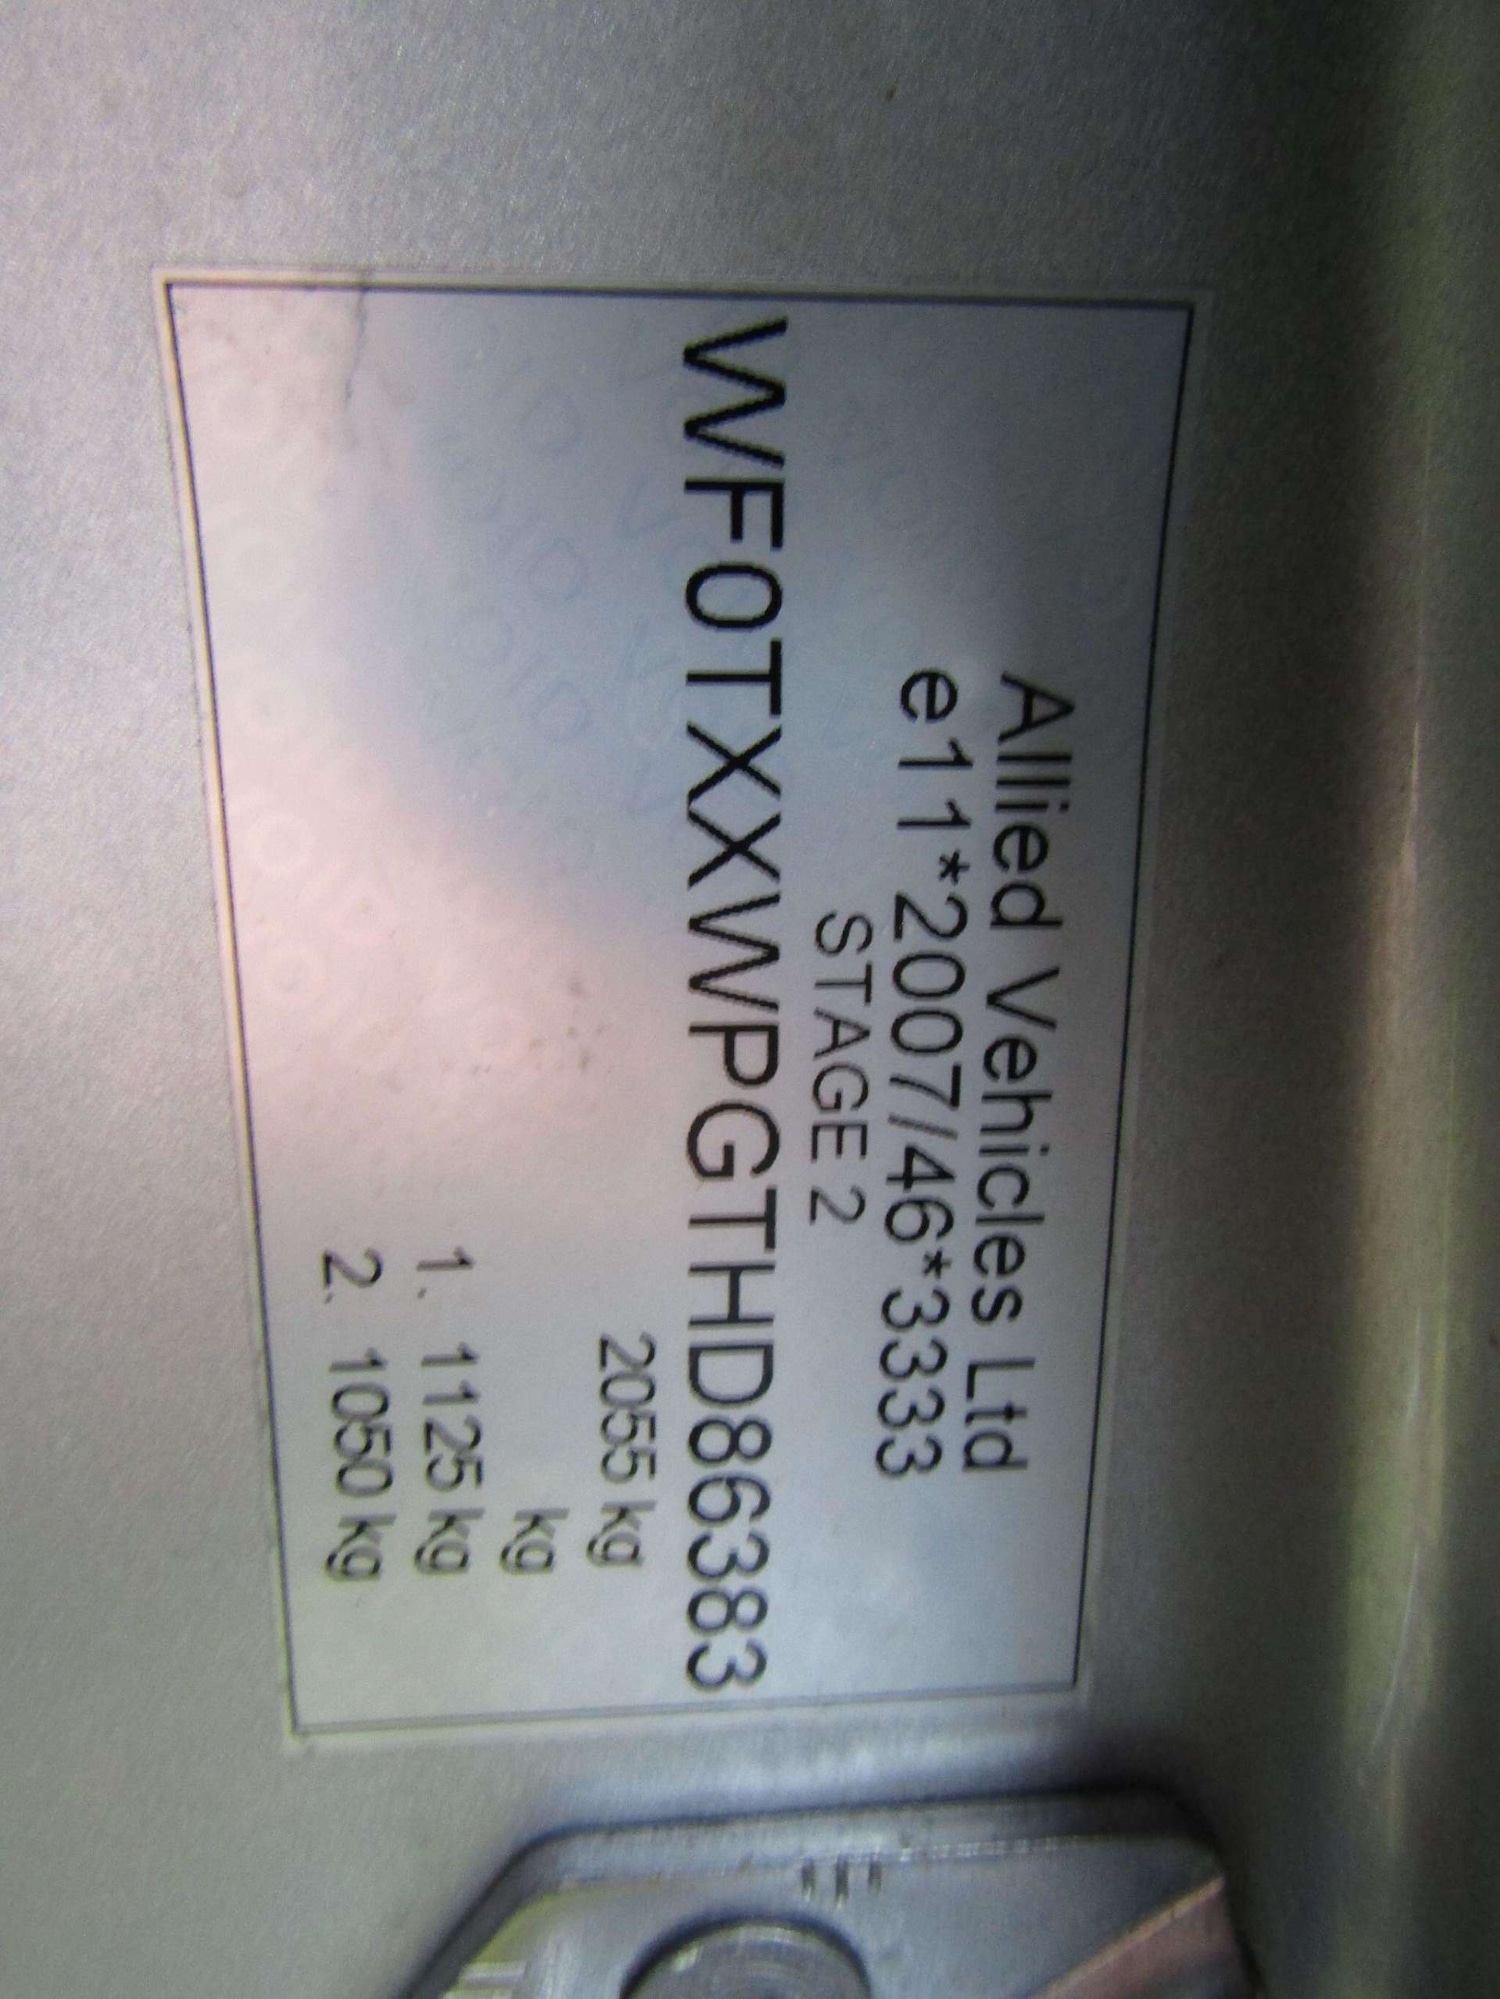 Allied Vehicles Ltd
e11*2007/46*3333
STAGE 2
WF0TXXWPGTHD86383
2055 kg
kg
1. 1125 kg
2. 1050 kg